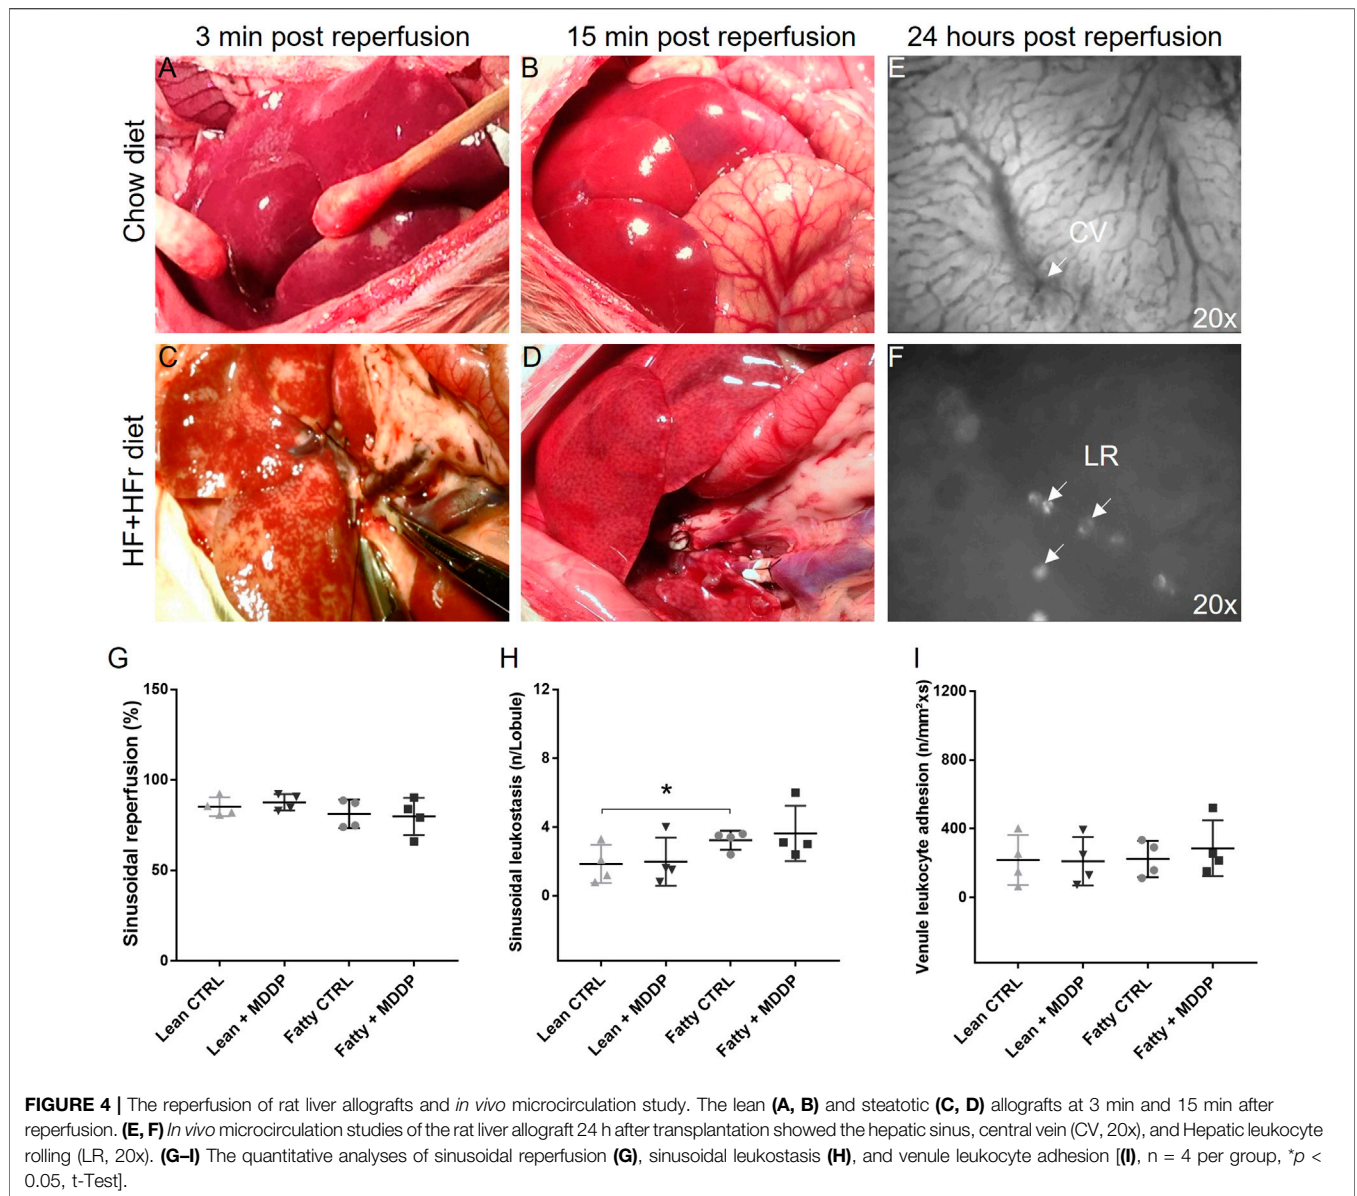 3 min post reperfusion
15 min post reperfusion
24 hours post reperfusion
Chow diet
A
B
E
CV
20x
HF+HFr diet
C
D
F
LR
20x
G
Sinusoidal reperfusion (%)
150
100
50
0
Lean CTRL
Lean + MDDP
Fatty CTRL
Fatty + MDDP
H
Sinusoidal leukostasis (n/Lobule)
12
8
4
0
*
Lean CTRL
Lean + MDDP
Fatty CTRL
Fatty + MDDP
I
Venule leukocyte adhesion (n/mm²xs)
1200
800
400
0
Lean CTRL
Lean + MDDP
Fatty CTRL
Fatty + MDDP
FIGURE 4 | The reperfusion of rat liver allografts and in vivo microcirculation study. The lean (A, B) and steatotic (C, D) allografts at 3 min and 15 min after
reperfusion. (E, F) In vivo microcirculation studies of the rat liver allograft 24 h after transplantation showed the hepatic sinus, central vein (CV, 20x), and Hepatic leukocyte
rolling (LR, 20x). (G–I) The quantitative analyses of sinusoidal reperfusion (G), sinusoidal leukostasis (H), and venule leukocyte adhesion [(I), n = 4 per group, *p <
0.05, t-Test].